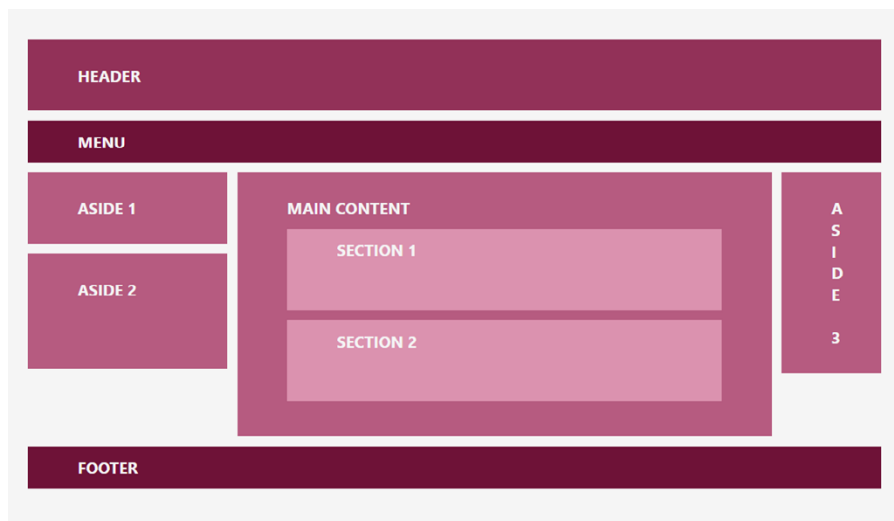 HEADER
MENU
ASIDE 1
ASIDE 2
MAIN CONTENT
SECTION 1
SECTION 2
A
S
I
D
E
3
FOOTER